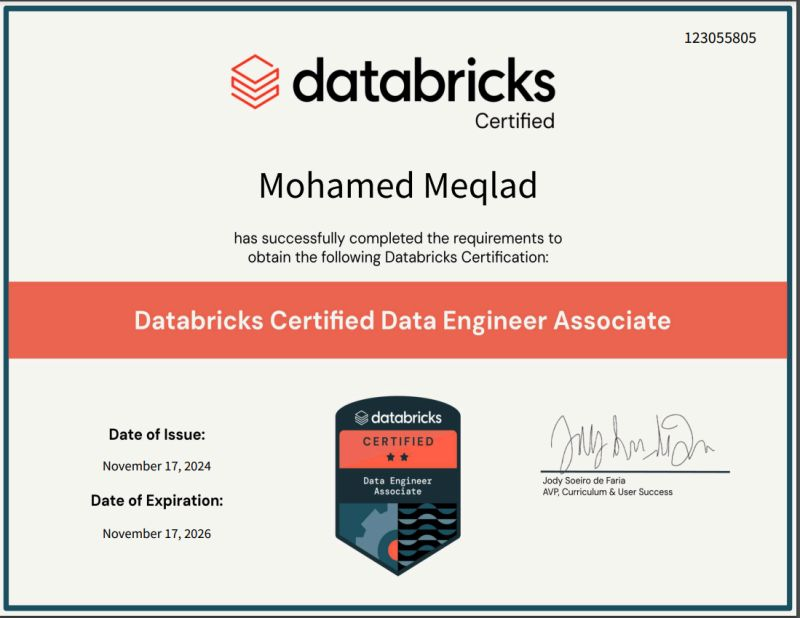 123055805
databricks
Certified
Mohamed Meqlad
has successfully completed the requirements to
obtain the following Databricks Certification:
Databricks Certified Data Engineer Associate
Date of Issue:
November 17, 2024
Date of Expiration:
November 17, 2026
databricks
CERTIFIED
Data Engineer
Associate
Jody Soeiro de Faria
AVP, Curriculum & User Success